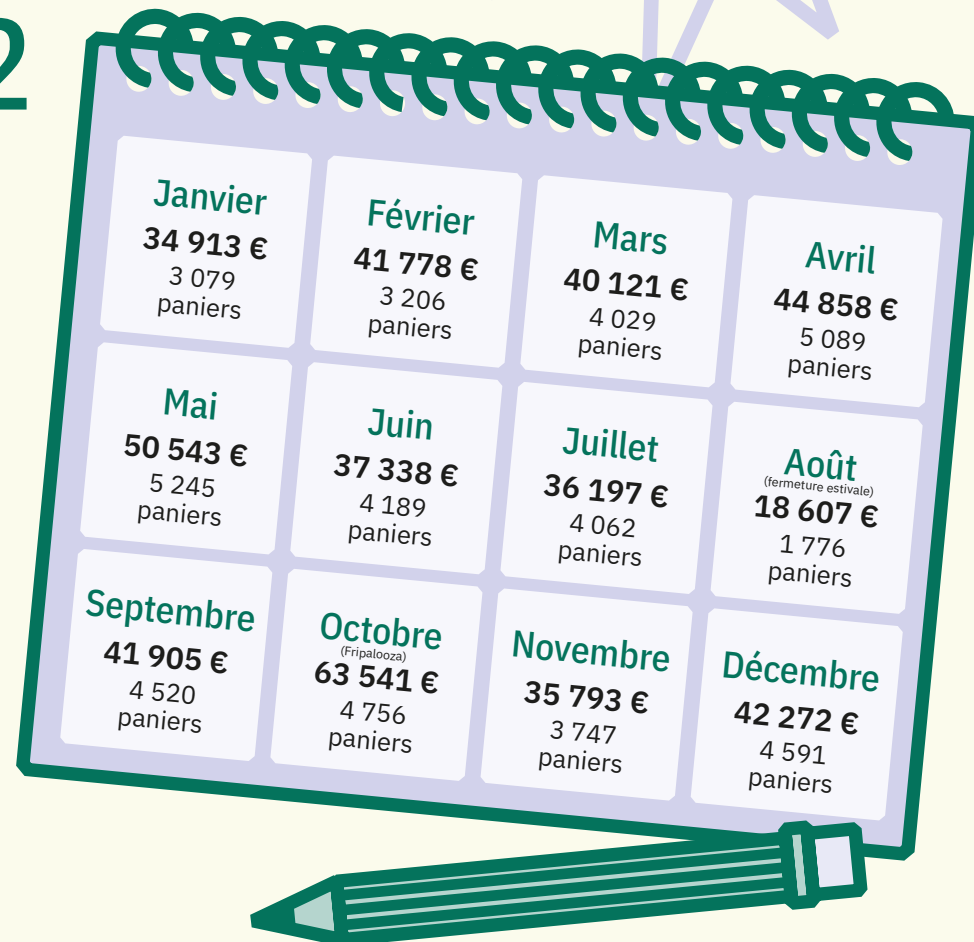 2
Janvier
34 913 €
3 079
paniers
Février
41 778 €
3 206
paniers
Mars
40 121 €
4 029
paniers
Avril
44 858 €
5 089
paniers
Mai
50 543 €
5 245
paniers
Juin
37 338 €
4 189
paniers
Juillet
36 197 €
4 062
paniers
Août
(fermeture estivale)
18 607 €
1 776
paniers
Septembre
41 905 €
4 520
paniers
Octobre
(Fripalooza)
63 541 €
4 756
paniers
Novembre
35 793 €
3 747
paniers
Décembre
42 272 €
4 591
paniers